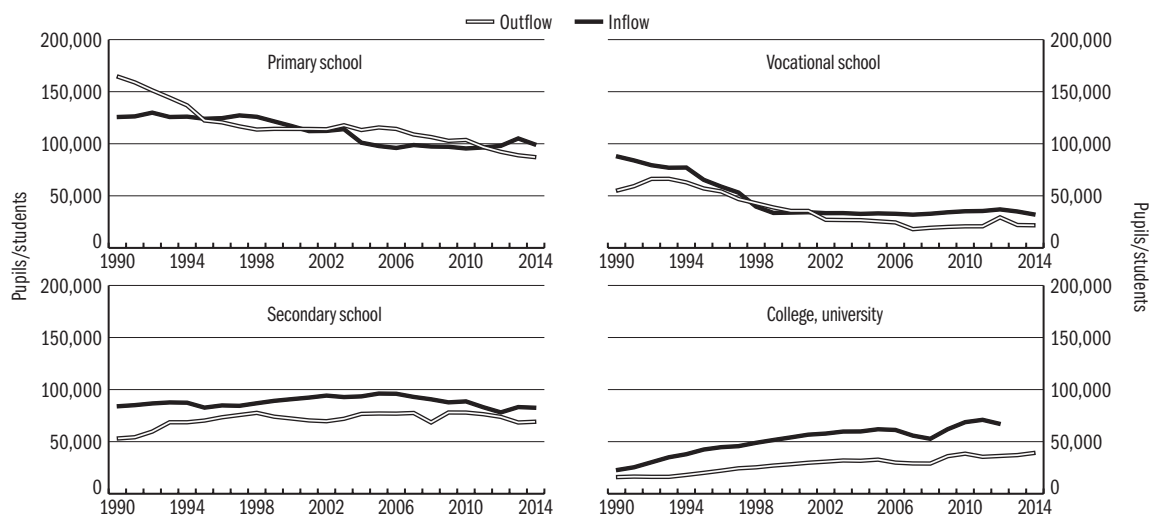 Outflow Inflow
200,000
150,000
100,000
50,000
0
Primary school
1990 1994 1998 2002 2006 2010 2014
Vocational school
200,000
150,000
100,000
50,000
0
1990 1994 1998 2002 2006 2010 2014
Pupils/students
200,000
150,000
100,000
50,000
0
Secondary school
1990 1994 1998 2002 2006 2010 2014
College, university
200,000
150,000
100,000
50,000
0
1990 1994 1998 2002 2006 2010 2014
Pupils/students